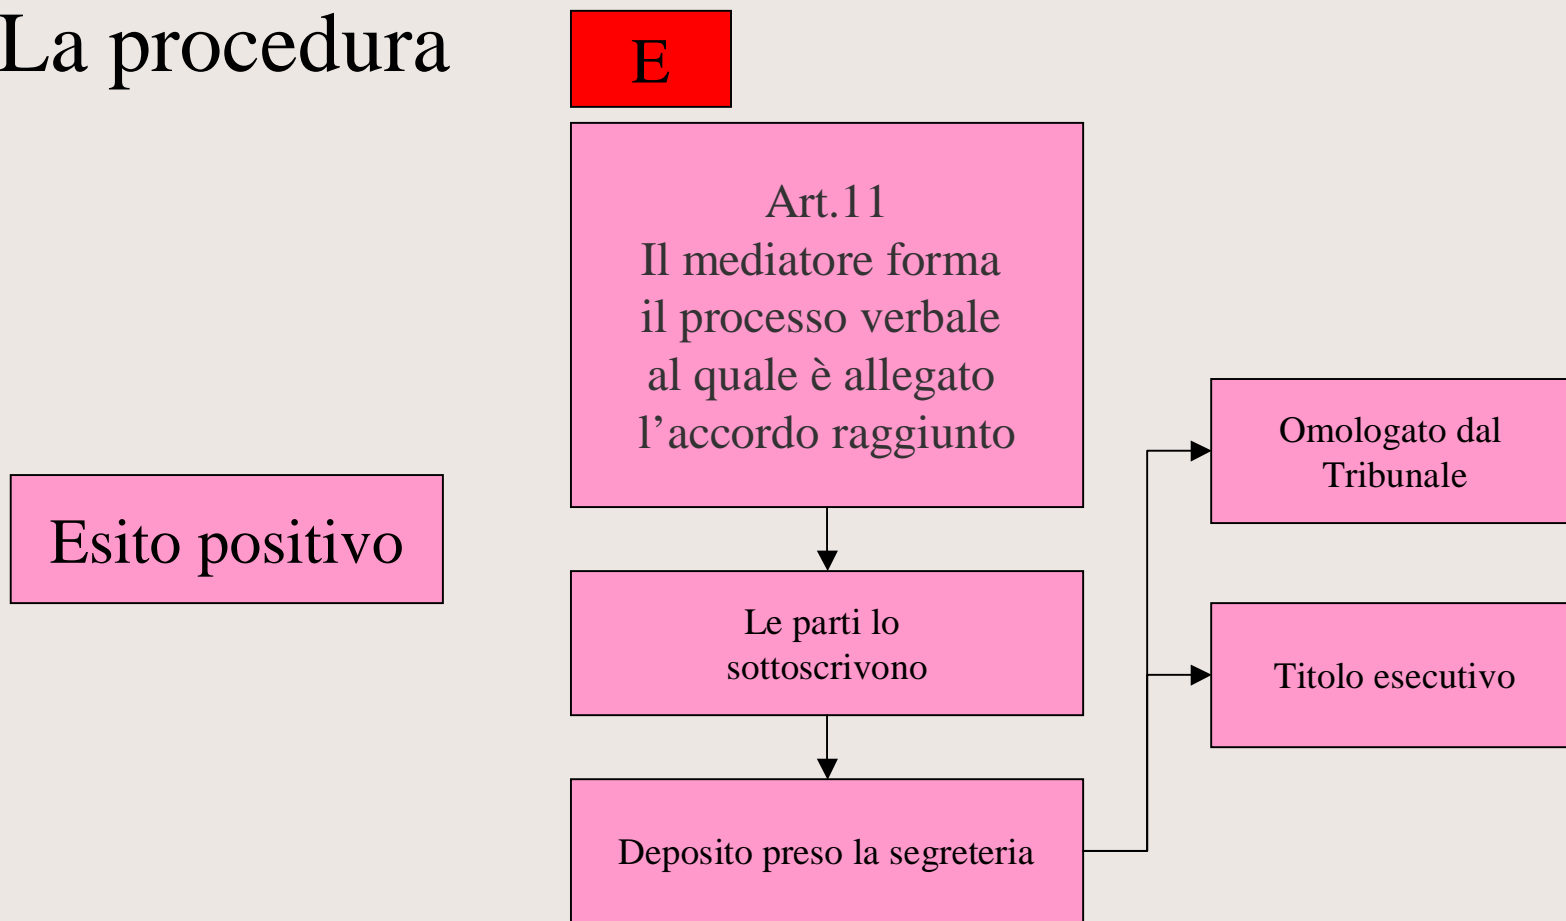 La procedura
E
Art.11
Il mediatore forma
il processo verbale
al quale è allegato
l’accordo raggiunto
Esito positivo
Le parti lo
sottoscrivono
Deposito preso la segreteria
Omologato dal
Tribunale
Titolo esecutivo